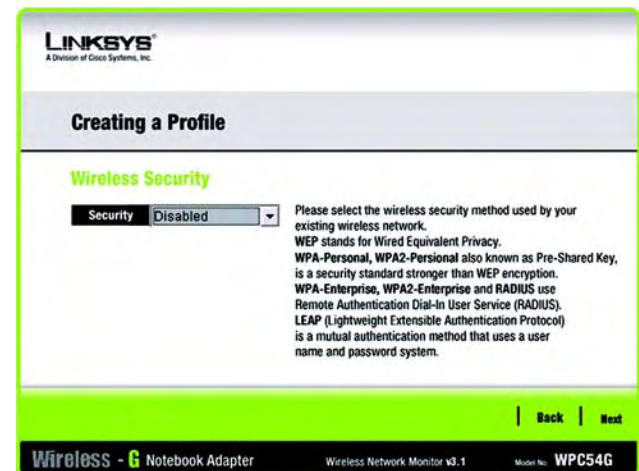 LINKSYS®
A Division of Cisco Systems, Inc.
Creating a Profile
Wireless Security
Security Disabled
Please select the wireless security method used by your
existing wireless network.
WEP stands for Wired Equivalent Privacy.
WPA-Personal, WPA2-Persional also known as Pre-Shared Key,
is a security standard stronger than WEP encryption.
WPA-Enterprise, WPA2-Enterprise and RADIUS use
Remote Authentication Dial-In User Service (RADIUS).
LEAP (Lightweight Extensible Authentication Protocol)
is a mutual authentication method that uses a user
name and password system.
Back Next
Wireless - G Notebook Adapter Wireless Network Monitor v3.1 Model No. WPC54G